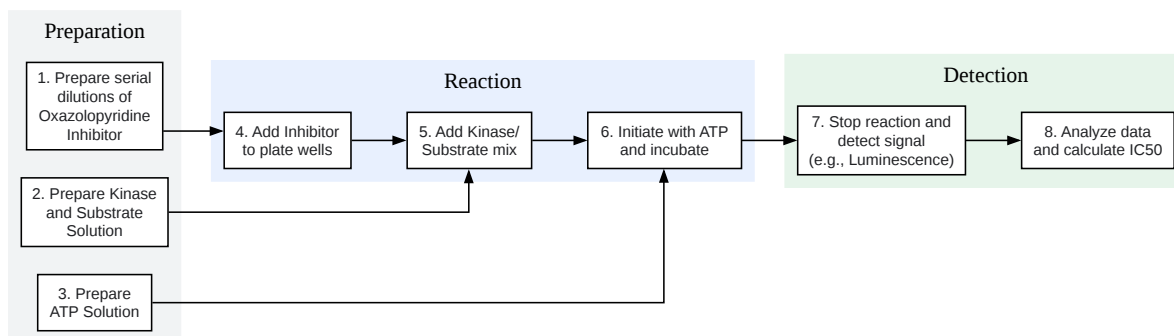 Preparation
1. Prepare serial
dilutions of
Oxazolopyridine
Inhibitor
2. Prepare Kinase
and Substrate
Solution
3. Prepare
ATP Solution
Reaction
4. Add Inhibitor
to plate wells
5. Add Kinase/
Substrate mix
6. Initiate with ATP
and incubate
Detection
7. Stop reaction and
detect signal
(e.g., Luminescence)
8. Analyze data
and calculate IC50